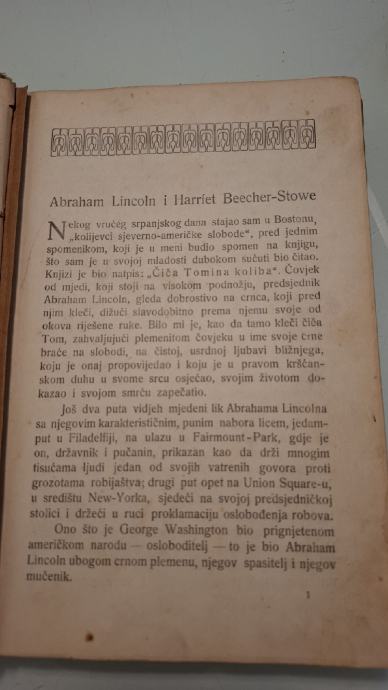 Abraham Lincoln i Harriet Beecher-Stowe
Nekog vrućeg srpanjskog dana stajao sam u Bostonu,
„kolijevci sjeverno-američke slobode“, pred jednim
spomenikom, koji je u meni budio spomen na knjigu,
što sam je u svojoj mladosti dubokom sućuti bio čitao.
Knjizi je bio natpis: „Čiča Tomina koliba“. Čovjek
od mjedi, koji stoji na visokom podnožju, predsjednik
Abraham Lincoln, gleda dobrostivo na crnca, koji pred
njim kleči, dižući slavodobitno prema njemu svoje od
okova riješene ruke. Bilo mi je, kao da tamo kleči čiča
Tom, zahvaljujući plemenitom čovjeku u ime svoje crne
braće na slobodi, na čistoj, usrdnoj ljubavi bližnjega,
koju je onaj propovijedao i koju je u pravom kršćan-
skom duhu u svome srcu osjećao, svojim životom do-
kazao i svojom smrću zapečatio.
Još dva puta vidjeh mjedeni lik Abrahama Lincolna
sa njegovim karakterističnim, punim nabora licem, jedam-
put u Filadelfiji, na ulazu u Fairmount-Park, gdje je
on, državnik i pučanin, prikazan kao drži mnogim
tisućama ljudi jedan od svojih vatrenih govora proti
grozotama robijaštva; drugi put opet na Union Square-u,
u središtu New-Yorka, sjedeći na svojoj predsjedničkoj
stolici i držeći u ruci proklamaciju oslobođenja robova.
Ono što je George Washington bio prignjetenom
američkom narodu — osloboditelj — to je bio Abraham
Lincoln ubogom crnom plemenu, njegov spasitelj i njegov
mučenik.
1